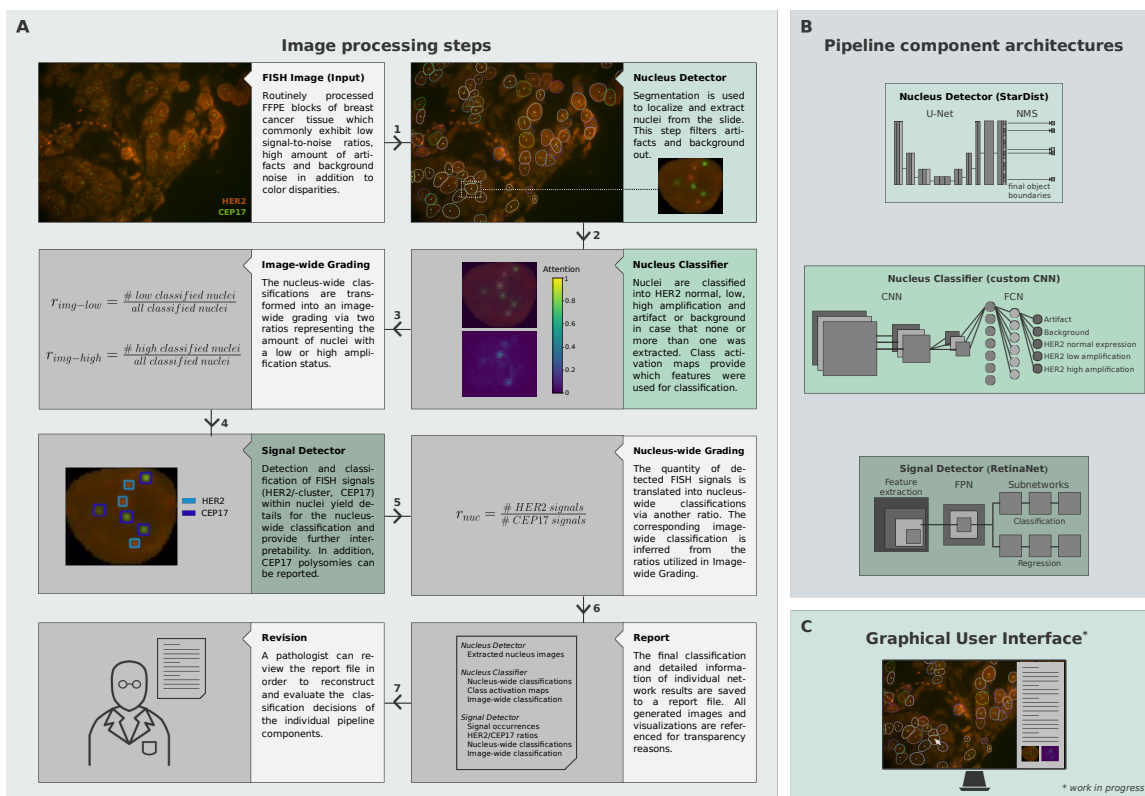 A
Image processing steps
FISH Image (Input)
Routinely processed
FFPE blocks of breast
cancer tissue which
commonly exhibit low
signal-to-noise ratios,
high amount of arti-
facts and background
noise in addition to
color disparities.
HER2
CEP17
1
Nucleus Detector
Segmentation is used
to localize and extract
nuclei from the slide.
This step filters arti-
facts and background
out.
2
Nucleus Classifier
Nuclei are classified
into HER2 normal, low,
high amplification and
artifact or background
in case that none or
more than one was
extracted. Class acti-
vation maps provide
which features were
used for classification.
Attention
1
0.8
0.6
0.4
0.2
0
3
Image-wide Grading
The nucleus-wide clas-
sifications are trans-
formed into an image-
wide grading via two
ratios representing the
amount of nuclei with
a low or high ampli-
fication status.
r_{img-low} = # low classified nuclei / all classified nuclei
r_{img-high} = # high classified nuclei / all classified nuclei
4
Signal Detector
Detection and classi-
fication of FISH signals
(HER2/-cluster, CEP17)
within nuclei yield de-
tails for the nucleus-
wide classification and
provide further inter-
pretability. In addition,
CEP17 polysomies can
be reported.
HER2
CEP17
5
r_{nuc} = # HER2 signals / # CEP17 signals
Nucleus-wide Grading
The quantity of de-
tected FISH signals is
translated into nucleus-
wide classifications
via another ratio. The
corresponding image-
wide classification is
inferred from the
ratios utilized in Image-
wide Grading.
6
Report
The final classification
and detailed informa-
tion of individual net-
work results are saved
to a report file. All
generated images and
visualizations are refer-
enced for transparency
reasons.
Nucleus Detector
Extracted nucleus images
Nucleus Classifier
Nucleus-wide classifications
Class activation maps
Image-wide classification
Signal Detector
Signal occurrences
HER2/CEP17 ratios
Nucleus-wide classifications
Image-wide classification
7
Revision
A pathologist can re-
view the report file in
order to reconstruct
and evaluate the clas-
sification decisions of
the individual pipeline
components.
B
Pipeline component architectures
Nucleus Detector (StarDist)
U-Net
NMS
final object
boundaries
Nucleus Classifier (custom CNN)
CNN
FCN
Artifact
Background
HER2 normal expression
HER2 low amplification
HER2 high amplification
Signal Detector (RetinaNet)
Feature
extraction
FPN
Subnetworks
Classification
Regression
C
Graphical User Interface*
* work in progress